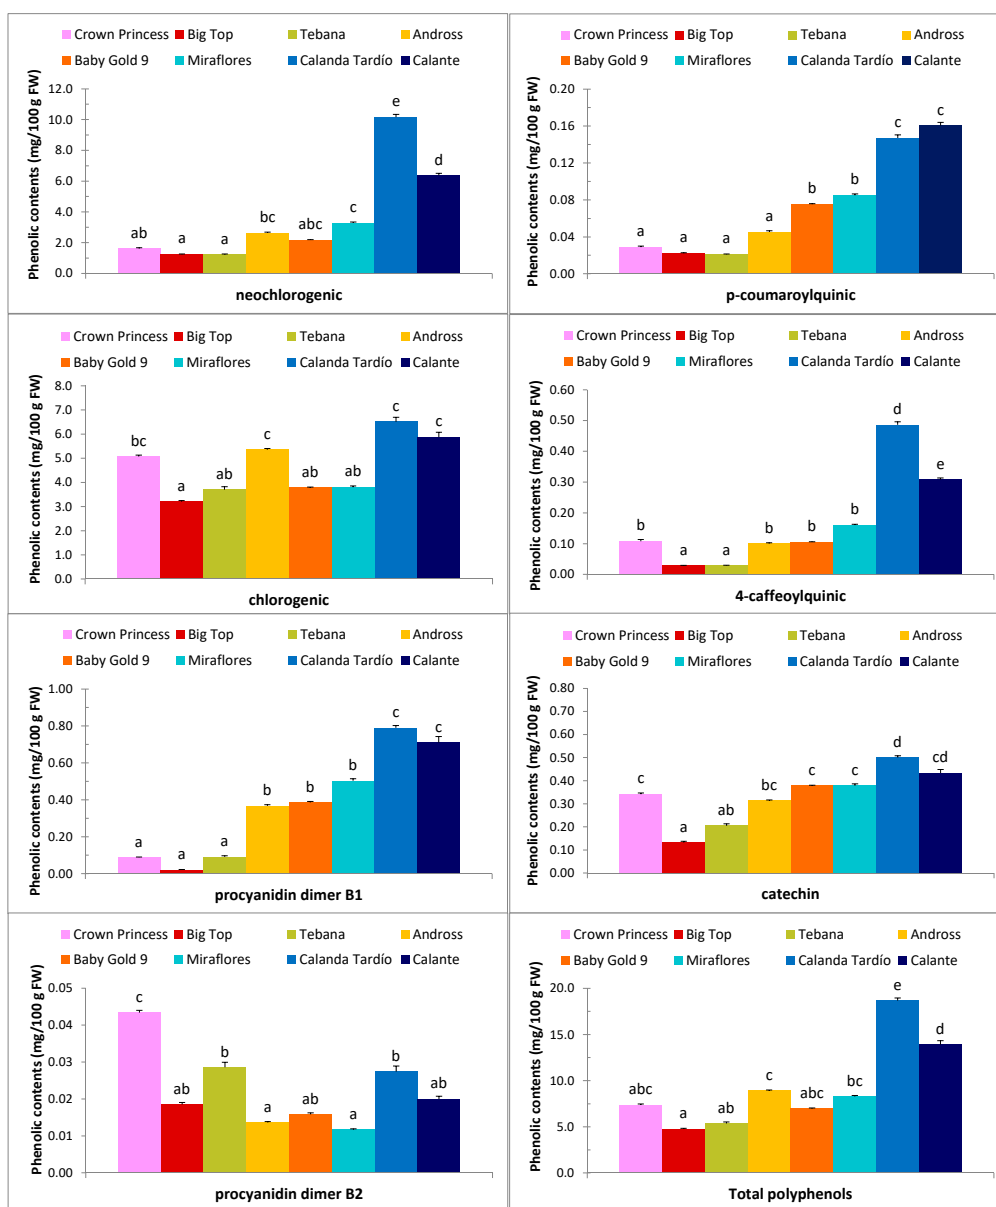 Crown Princess Big Top Tebana Andross
Baby Gold 9 Miraflores Calanda Tardío Calante
Phenolic contents (mg/100 g FW)
12.0
10.0
8.0
6.0
4.0
2.0
0.0
ab a a bc abc c e d
neochlorogenic
Crown Princess Big Top Tebana Andross
Baby Gold 9 Miraflores Calanda Tardío Calante
Phenolic contents (mg/100 g FW)
0.20
0.16
0.12
0.08
0.04
0.00
a a a a b b c c
p-coumaroylquinic
Crown Princess Big Top Tebana Andross
Baby Gold 9 Miraflores Calanda Tardío Calante
Phenolic contents (mg/100 g FW)
8.0
7.0
6.0
5.0
4.0
3.0
2.0
1.0
0.0
bc a ab c ab ab c c
chlorogenic
Crown Princess Big Top Tebana Andross
Baby Gold 9 Miraflores Calanda Tardío Calante
Phenolic contents (mg/100 g FW)
0.60
0.50
0.40
0.30
0.20
0.10
0.00
b a a b b b d e
4-caffeoylquinic
Crown Princess Big Top Tebana Andross
Baby Gold 9 Miraflores Calanda Tardío Calante
Phenolic contents (mg/100 g FW)
1.00
0.80
0.60
0.40
0.20
0.00
a a a b b b c c
procyanidin dimer B1
Crown Princess Big Top Tebana Andross
Baby Gold 9 Miraflores Calanda Tardío Calante
Phenolic contents (mg/100 g FW)
0.80
0.70
0.60
0.50
0.40
0.30
0.20
0.10
0.00
c a ab bc c c d cd
catechin
Crown Princess Big Top Tebana Andross
Baby Gold 9 Miraflores Calanda Tardío Calante
Phenolic contents (mg/100 g FW)
0.05
0.04
0.03
0.02
0.01
0.00
c ab b a ab a b ab
procyanidin dimer B2
Crown Princess Big Top Tebana Andross
Baby Gold 9 Miraflores Calanda Tardío Calante
Phenolic contents (mg/100 g FW)
20.0
15.0
10.0
5.0
0.0
abc a ab c abc bc e d
Total polyphenols